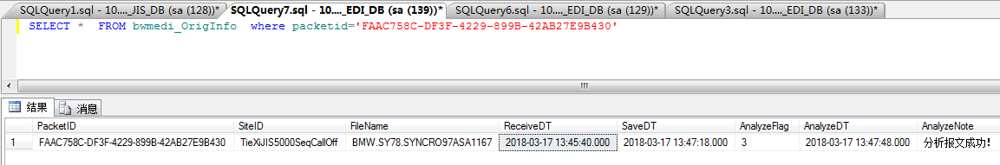 SQLQuery1.sql - 10...._JIS_DB (sa (128))*
SQLQuery7.sql - 10...._EDI_DB (sa (139))*
SQLQuery6.sql - 10...._EDI_DB (sa (129))*
SQLQuery3.sql - 10...._EDI_DB (sa (133))*
SELECT * FROM bwmedi_OrigInfo where packetid='FAAC758C-DF3F-4229-899B-42AB27E9B430'
结果 消息
PacketID SiteID FileName ReceiveDT SaveDT AnalyzeFlag AnalyzeDT AnalyzeNote
1 FAAC758C-DF3F-4229-899B-42AB27E9B430 TieXiJIS5000SeqCallOff BMW.SY78.SYNCRO97ASA1167 2018-03-17 13:45:40.000 2018-03-17 13:47:18.000 3 2018-03-17 13:47:48.000 分析报文成功!